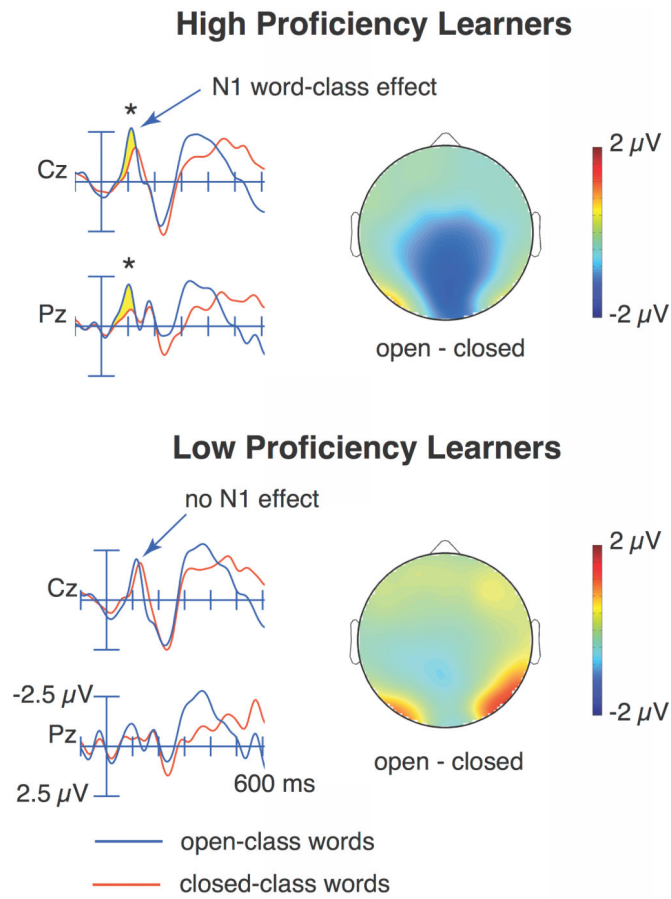 High Proficiency Learners
N1 word-class effect
*
Cz
*
Pz
2 µV
-2 µV
open - closed
Low Proficiency Learners
no N1 effect
Cz
-2.5 µV
Pz
2.5 µV
600 ms
2 µV
-2 µV
open - closed
open-class words
closed-class words